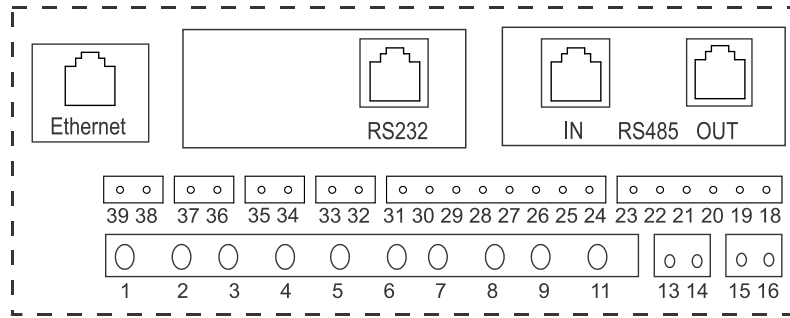 Ethernet
RS232
IN RS485 OUT
39 38 37 36 35 34 33 32 31 30 29 28 27 26 25 24 23 22 21 20 19 18
1 2 3 4 5 6 7 8 9 11 13 14 15 16